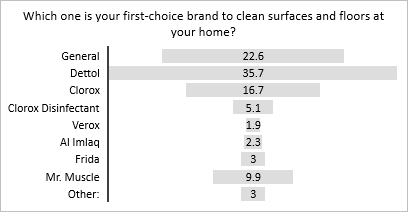 Which one is your first-choice brand to clean surfaces and floors at
your home?
General 22.6
Dettol 35.7
Clorox 16.7
Clorox Disinfectant 5.1
Verox 1.9
Al Imlaq 2.3
Frida 3
Mr. Muscle 9.9
Other: 3